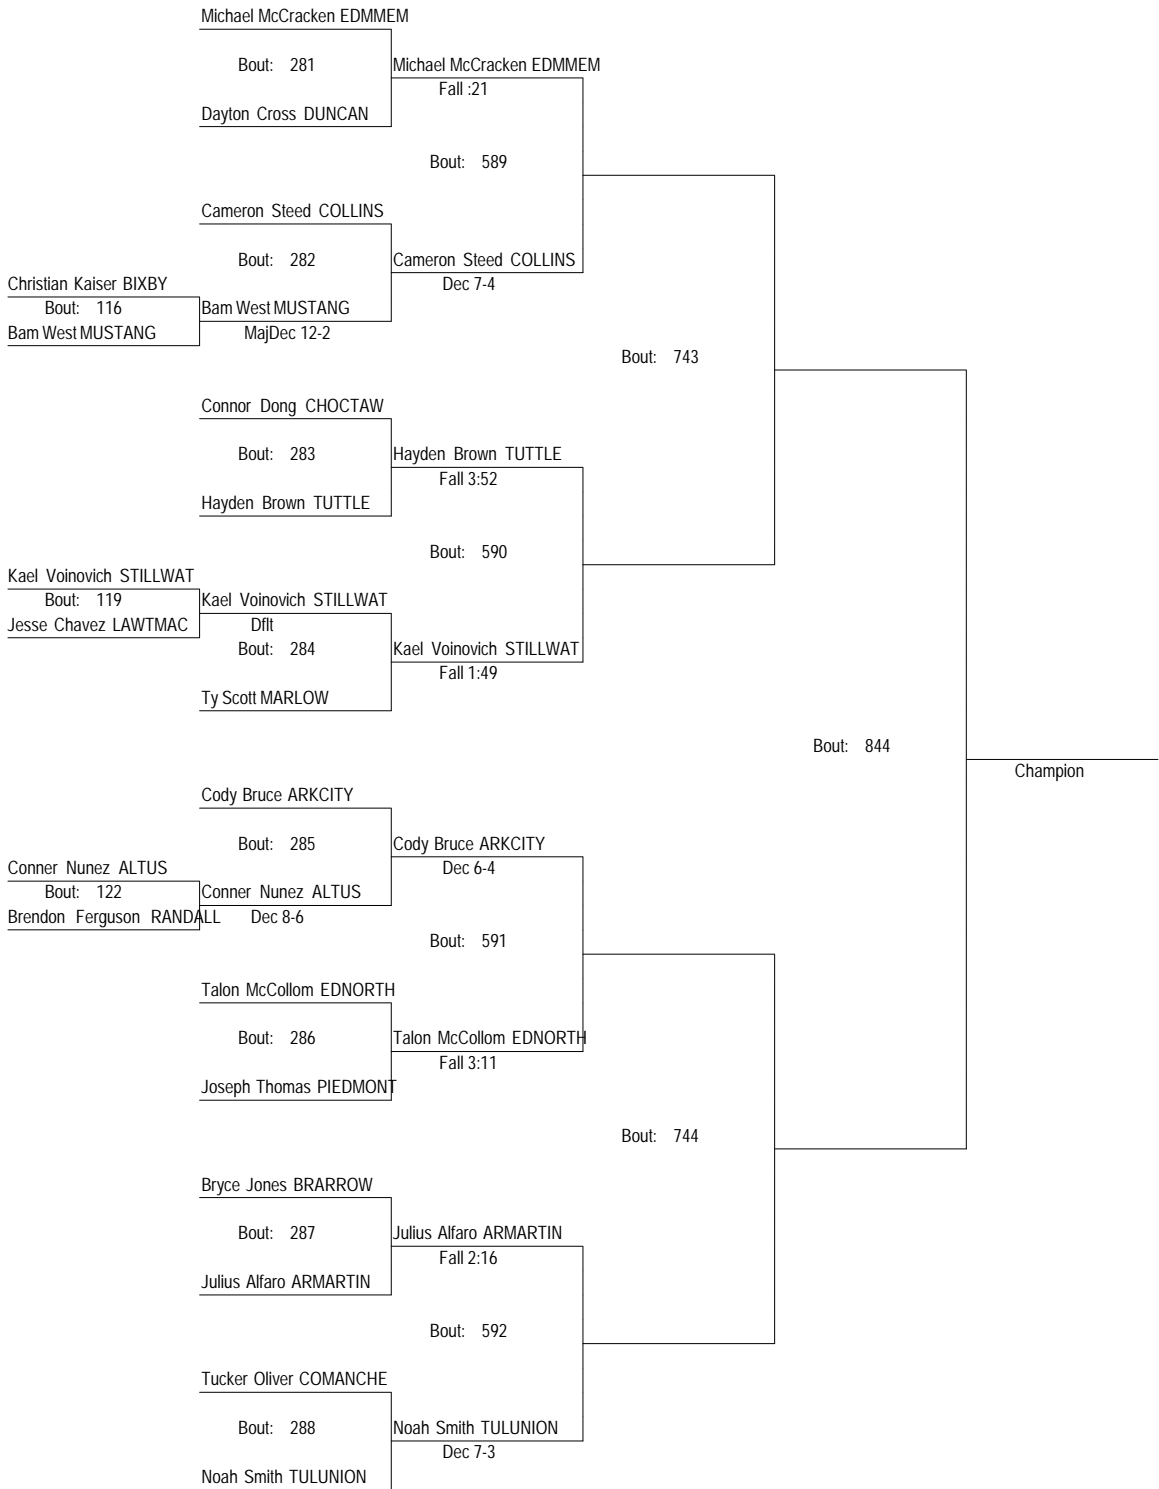 Michael McCracken EDMMEM
Bout: 281
Michael McCracken EDMMEM
Fall :21
Dayton Cross DUNCAN
Bout: 589
Cameron Steed COLLINS
Bout: 282
Cameron Steed COLLINS
Dec 7-4
Christian Kaiser BIXBY
Bout: 116
Bam West MUSTANG
Bam West MUSTANG
MajDec 12-2
Bout: 743
Connor Dong CHOCTAW
Bout: 283
Hayden Brown TUTTLE
Fall 3:52
Hayden Brown TUTTLE
Bout: 590
Kael Voinovich STILLWAT
Bout: 119
Kael Voinovich STILLWAT
Jesse Chavez LAWTMAC
Dflt
Bout: 284
Kael Voinovich STILLWAT
Fall 1:49
Ty Scott MARLOW
Bout: 844
Champion
Cody Bruce ARKCITY
Bout: 285
Cody Bruce ARKCITY
Dec 6-4
Conner Nunez ALTUS
Bout: 122
Conner Nunez ALTUS
Brendon Ferguson RANDALL
Dec 8-6
Bout: 591
Talon McCollom EDNORTH
Bout: 286
Talon McCollom EDNORTH
Fall 3:11
Joseph Thomas PIEDMONT
Bout: 744
Bryce Jones BRARROW
Bout: 287
Julius Alfaro ARMARTIN
Fall 2:16
Julius Alfaro ARMARTIN
Bout: 592
Tucker Oliver COMANCHE
Bout: 288
Noah Smith TULUNION
Dec 7-3
Noah Smith TULUNION